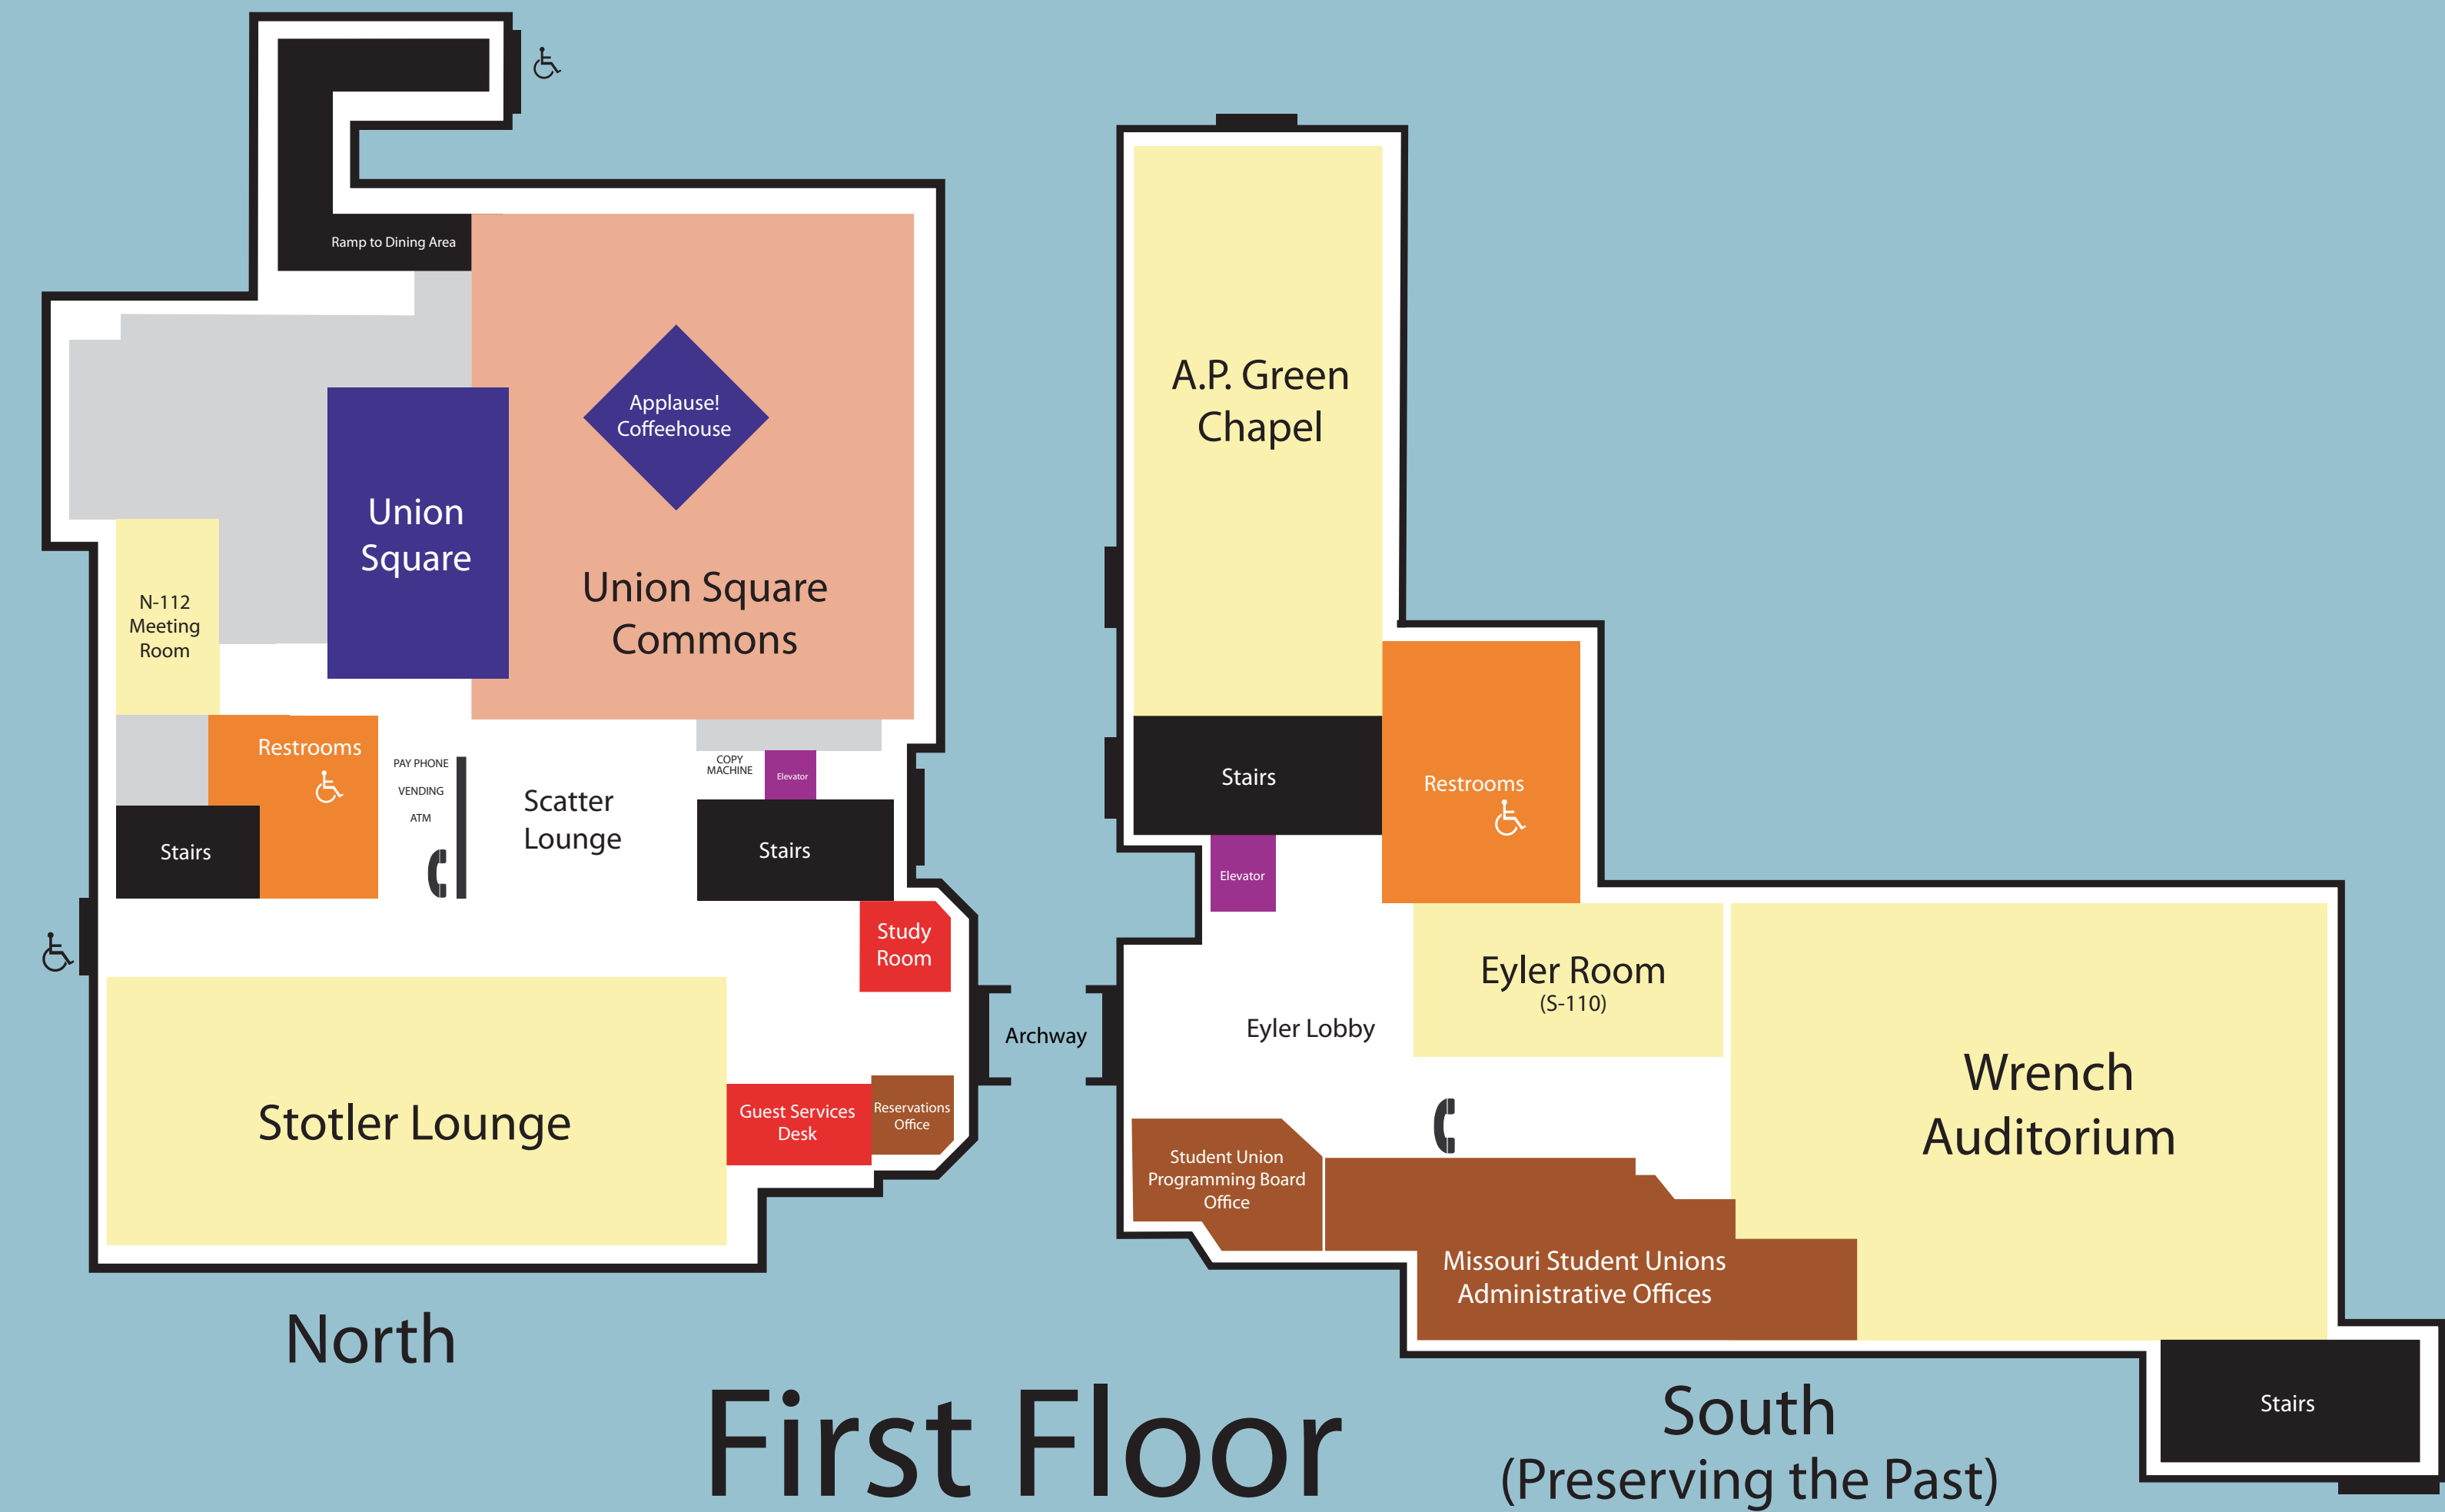 Ramp to Dining Area
Applause!
Coffeehouse
Union
Square
Union Square
Commons
N-112
Meeting
Room
Restrooms
PAY PHONE
VENDING
ATM
Stairs
Scatter
Lounge
COPY
MACHINE
Elevator
Stairs
Study
Room
Stotler Lounge
Guest Services
Desk
Reservations
Office
Archway
A.P. Green
Chapel
Stairs
Restrooms
Elevator
Eyler Room
(S-110)
Eyler Lobby
Wrench
Auditorium
Student Union
Programming Board
Office
Missouri Student Unions
Administrative Offices
Stairs
North
First Floor
South
(Preserving the Past)